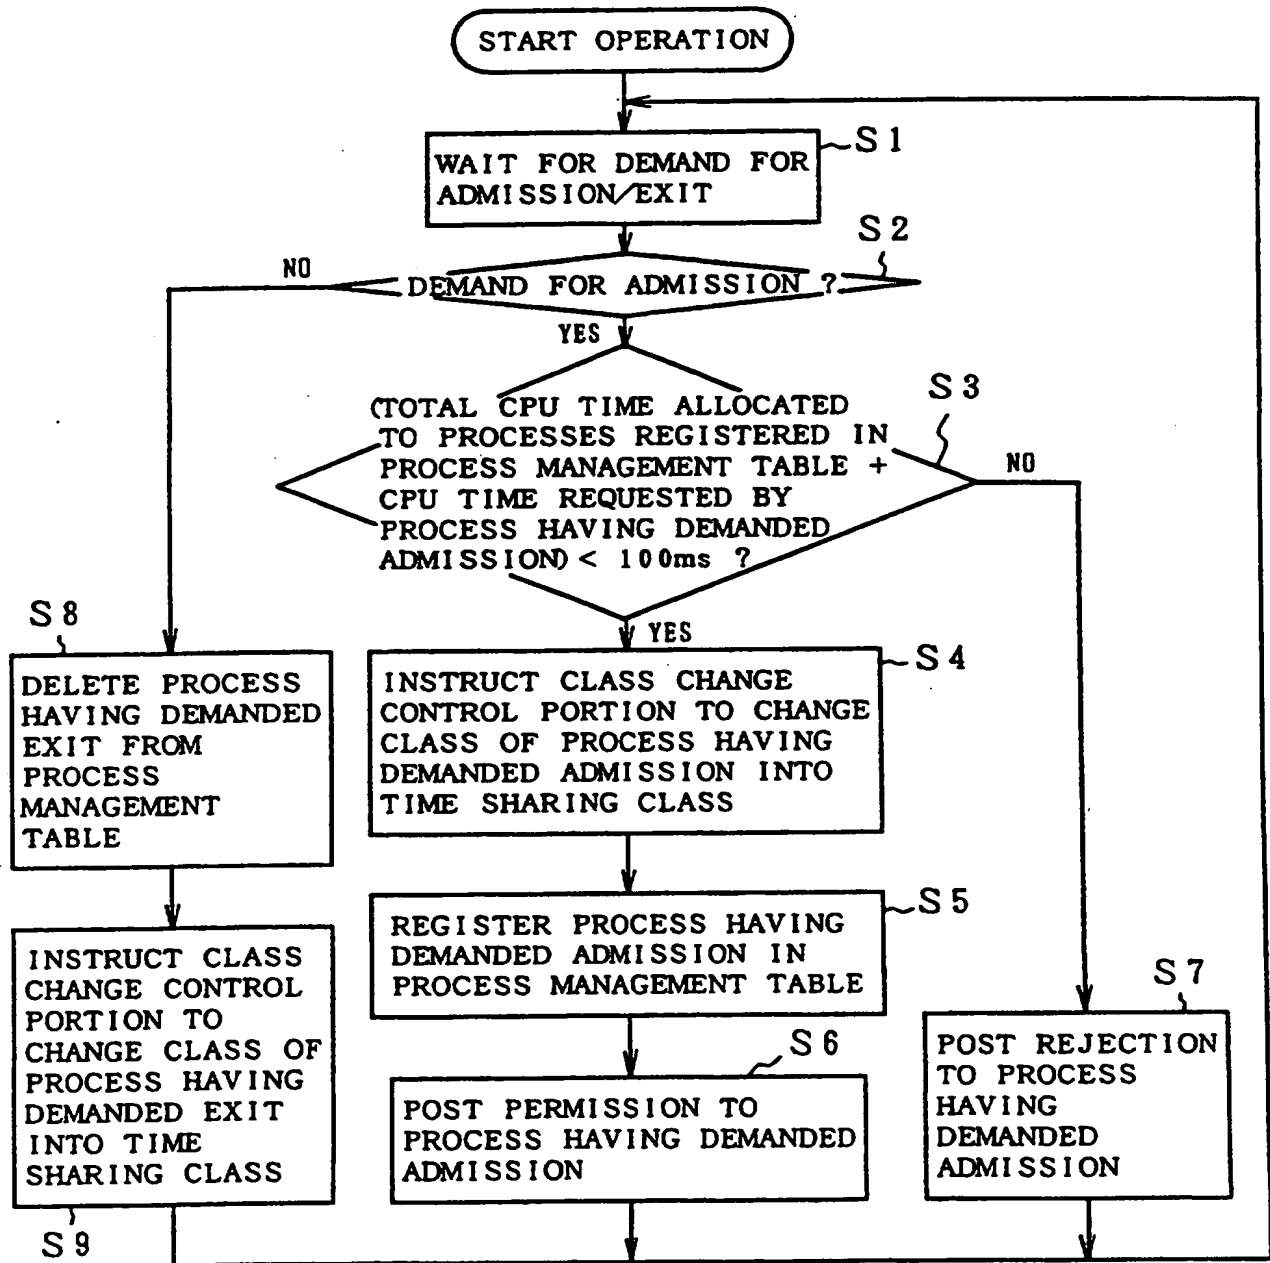 START OPERATION
S1
WAIT FOR DEMAND FOR
ADMISSION/EXIT
S2
NO
DEMAND FOR ADMISSION ?
YES
S3
(TOTAL CPU TIME ALLOCATED
TO PROCESSES REGISTERED IN
PROCESS MANAGEMENT TABLE +
CPU TIME REQUESTED BY
PROCESS HAVING DEMANDED
ADMISSION) < 100ms ?
NO
YES
S8
DELETE PROCESS
HAVING DEMANDED
EXIT FROM
PROCESS
MANAGEMENT
TABLE
S4
INSTRUCT CLASS CHANGE
CONTROL PORTION TO CHANGE
CLASS OF PROCESS HAVING
DEMANDED ADMISSION INTO
TIME SHARING CLASS
S5
REGISTER PROCESS HAVING
DEMANDED ADMISSION IN
PROCESS MANAGEMENT TABLE
INSTRUCT CLASS
CHANGE CONTROL
PORTION TO
CHANGE CLASS OF
PROCESS HAVING
DEMANDED EXIT
INTO TIME
SHARING CLASS
S9
S6
POST PERMISSION TO
PROCESS HAVING DEMANDED
ADMISSION
S7
POST REJECTION
TO PROCESS
HAVING
DEMANDED
ADMISSION